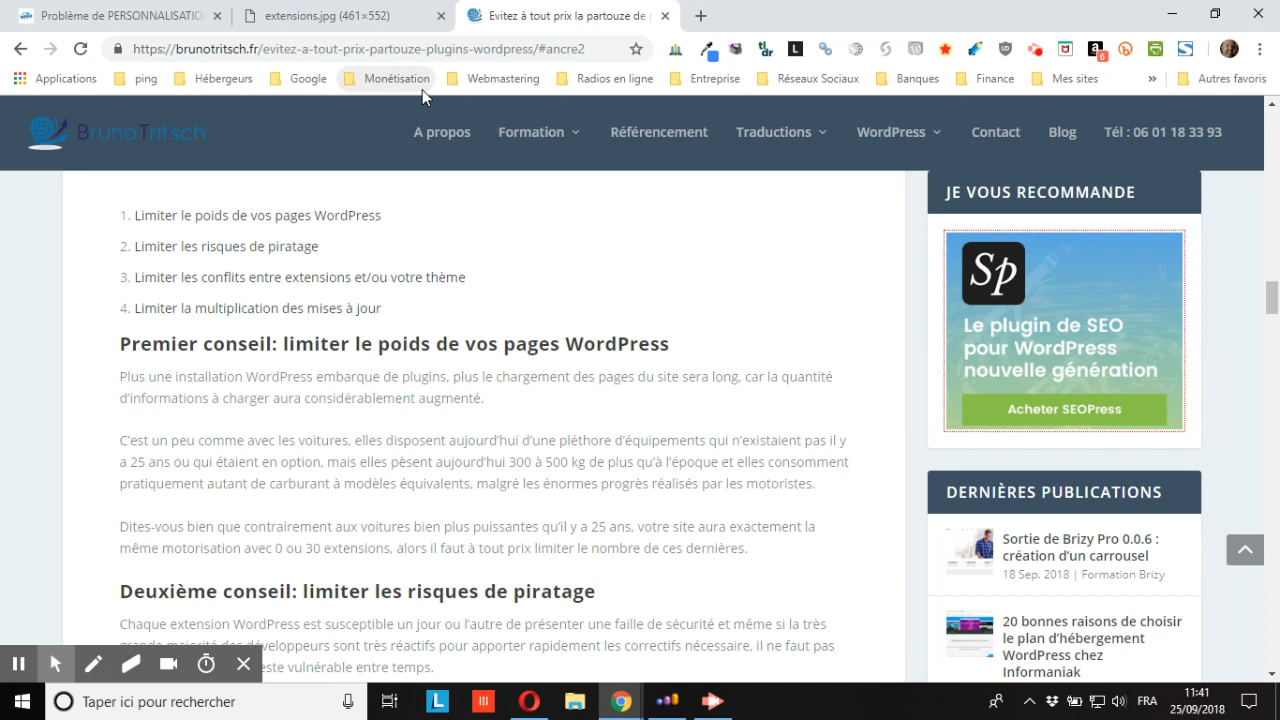 Problème de PERSONNALISATIO
extensions.jpg (461×552)
Evitez à tout prix la partouze de
https://brunotritsch.fr/evitez-a-tout-prix-partouze-plugins-wordpress/#ancre2
6
Applications
ping
Hébergeurs
Google
Monétisation
Webmastering
Radios en ligne
Entreprise
Réseaux Sociaux
Banques
Finance
Mes sites
»
Autres favoris
BrunoTritsch
A propos
Formation
Référencement
Traductions
WordPress
Contact
Blog
Tél : 06 01 18 33 93
1. Limiter le poids de vos pages WordPress
2. Limiter les risques de piratage
3. Limiter les conflits entre extensions et/ou votre thème
4. Limiter la multiplication des mises à jour
Premier conseil: limiter le poids de vos pages WordPress
Plus une installation WordPress embarque de plugins, plus le chargement des pages du site sera long, car la quantité
d’informations à charger aura considérablement augmenté.
C’est un peu comme avec les voitures, elles disposent aujourd’hui d’une pléthore d’équipements qui n’existaient pas il y
a 25 ans ou qui étaient en option, mais elles pèsent aujourd’hui 300 à 500 kg de plus qu’à l’époque et elles consomment
pratiquement autant de carburant à modèles équivalents, malgré les énormes progrès réalisés par les motoristes.
Dites-vous bien que contrairement aux voitures bien plus puissantes qu’il y a 25 ans, votre site aura exactement la
même motorisation avec 0 ou 30 extensions, alors il faut à tout prix limiter le nombre de ces dernières.
Deuxième conseil: limiter les risques de piratage
Chaque extension WordPress est susceptible un jour ou l’autre de présenter une faille de sécurité et même si la très
grande majorité des développeurs sont très réactifs pour apporter rapidement les correctifs nécessaire, il ne faut pas
este vulnérable entre temps.
JE VOUS RECOMMANDE
Sp
Le plugin de SEO
pour WordPress
nouvelle génération
Acheter SEOPress
DERNIÈRES PUBLICATIONS
Sortie de Brizy Pro 0.0.6 :
création d’un carrousel
18 Sep. 2018 | Formation Brizy
20 bonnes raisons de choisir
le plan d’hébergement
WordPress chez
Infomaniak
Taper ici pour rechercher
L
FRA
11:41
25/09/2018